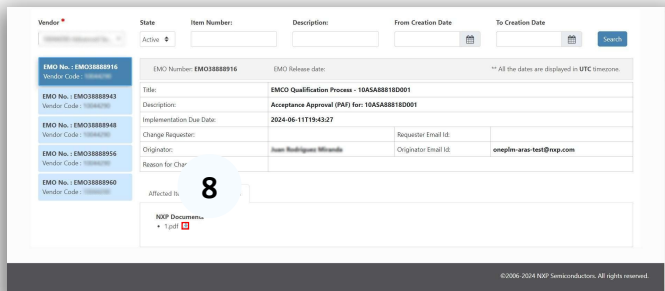 Vendor *
State
Item Number:
Description:
From Creation Date
To Creation Date
Active
Search
EMO No. : EMO38888916
Vendor Code :
EMO No. : EMO38888943
Vendor Code :
EMO No. : EMO38888948
Vendor Code :
EMO No. : EMO38888956
Vendor Code :
EMO No. : EMO38888960
Vendor Code :
EMO Number: EMO38888916
EMO Release date:
** All the dates are displayed in UTC timezone.
Title:
EMCO Qualification Process - 10ASA88818D001
Description:
Acceptance Approval (PAF) for: 10ASA88818D001
Implementation Due Date:
2024-06-11T19:43:27
Change Requester:
Requester Email Id:
Originator:
Originator Email Id:
oneplm-aras-test@nxp.com
Reason for
8
Affected
NXP Documents
• 1.pdf
©2006-2024 NXP Semiconductors. All rights reserved.